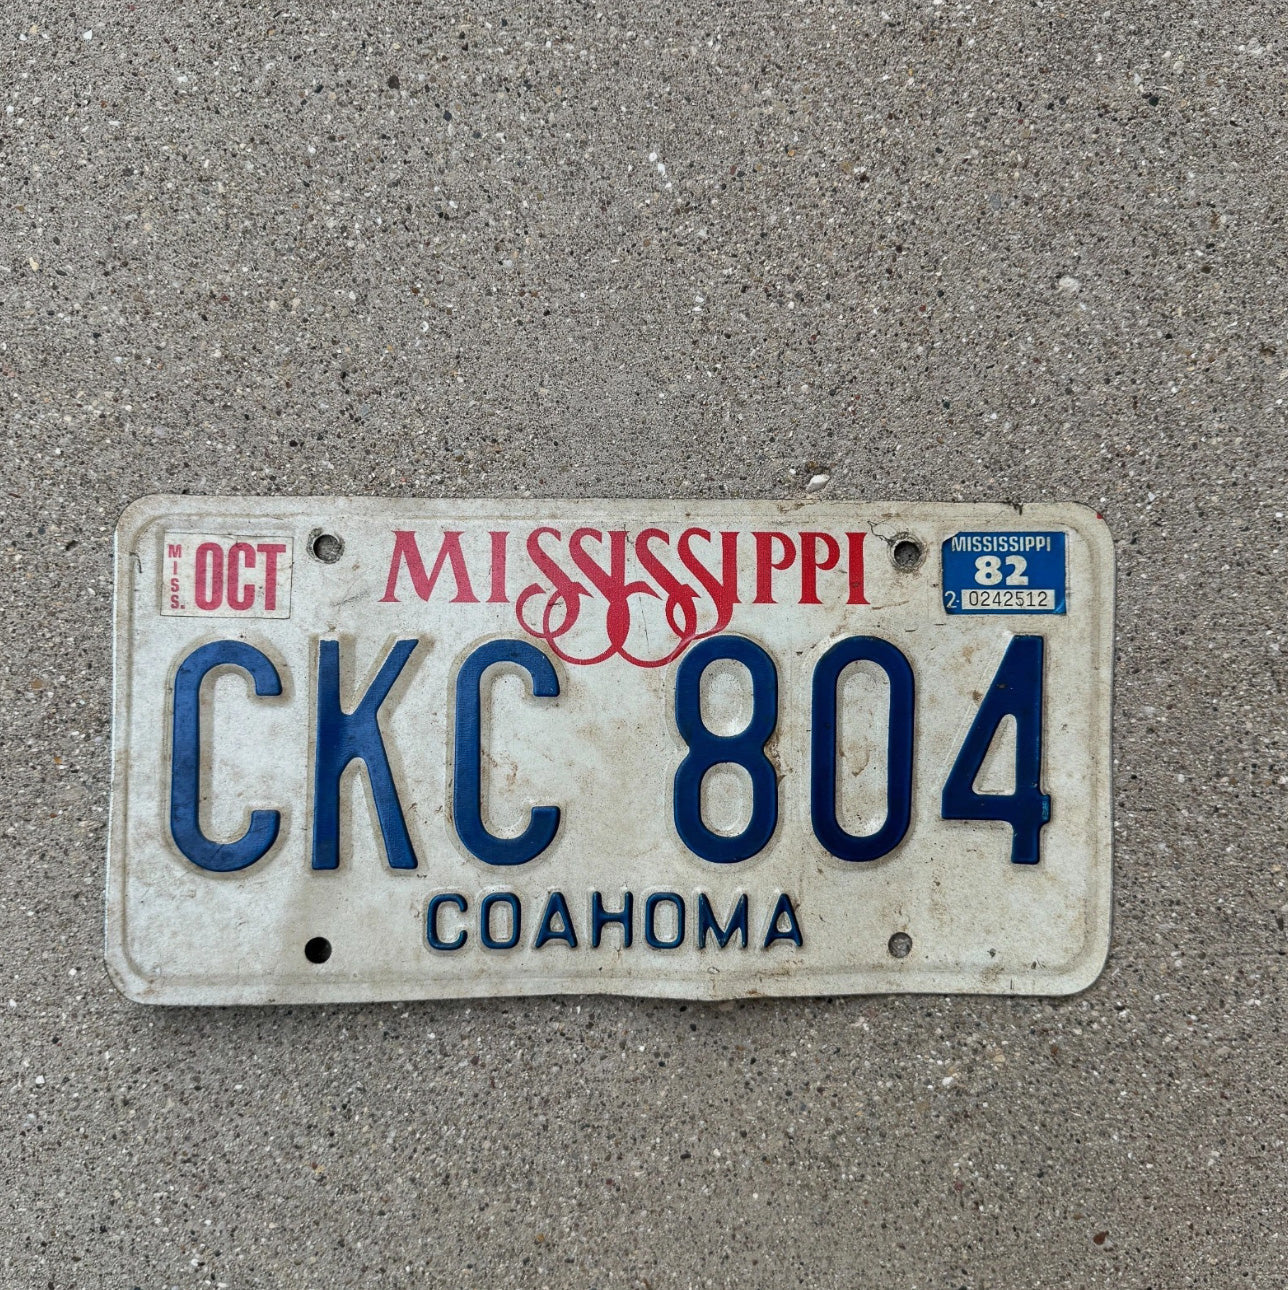 MISS. OCT
MISSISSIPPI
MISSISSIPPI
82
2- 0242512
CKC 804
COAHOMA